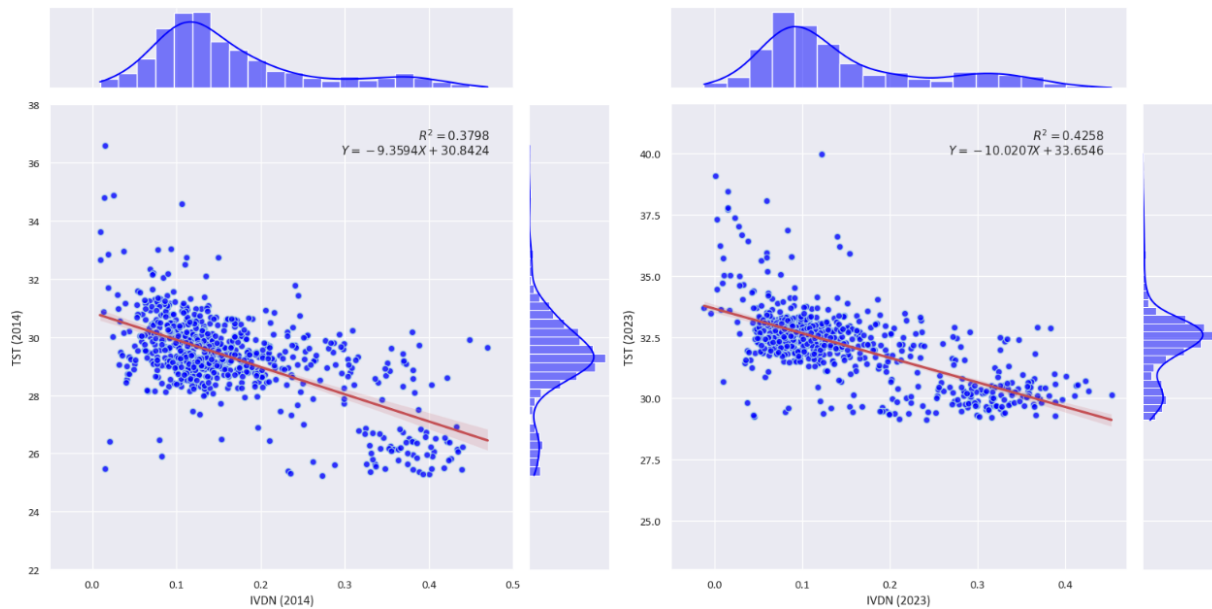 R² = 0.3798
Y = −9.3594X + 30.8424
38
36
34
32
30
28
26
24
22
TST (2014)
0.0 0.1 0.2 0.3 0.4 0.5
IVDN (2014)
R² = 0.4258
Y = −10.0207X + 33.6546
40.0
37.5
35.0
32.5
30.0
27.5
25.0
TST (2023)
0.0 0.1 0.2 0.3 0.4
IVDN (2023)